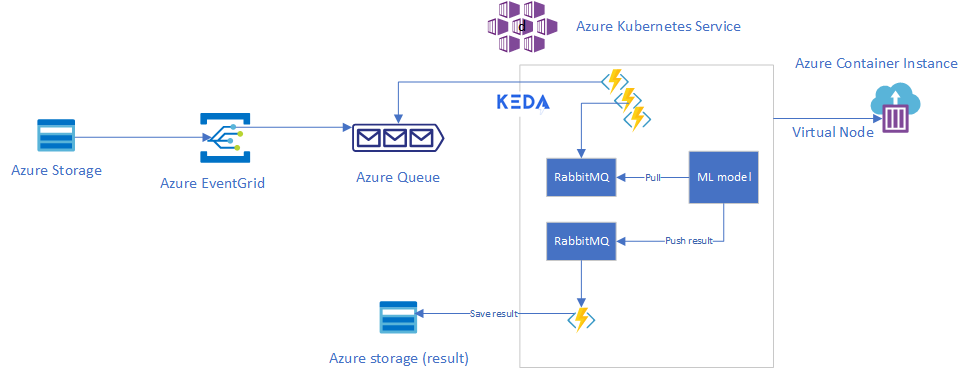 d
Azure Kubernetes Service
Azure Container Instance
KEDA
Virtual Node
Azure Storage
Azure EventGrid
Azure Queue
RabbitMQ
Pull
ML model
RabbitMQ
Push result
Save result
Azure storage (result)